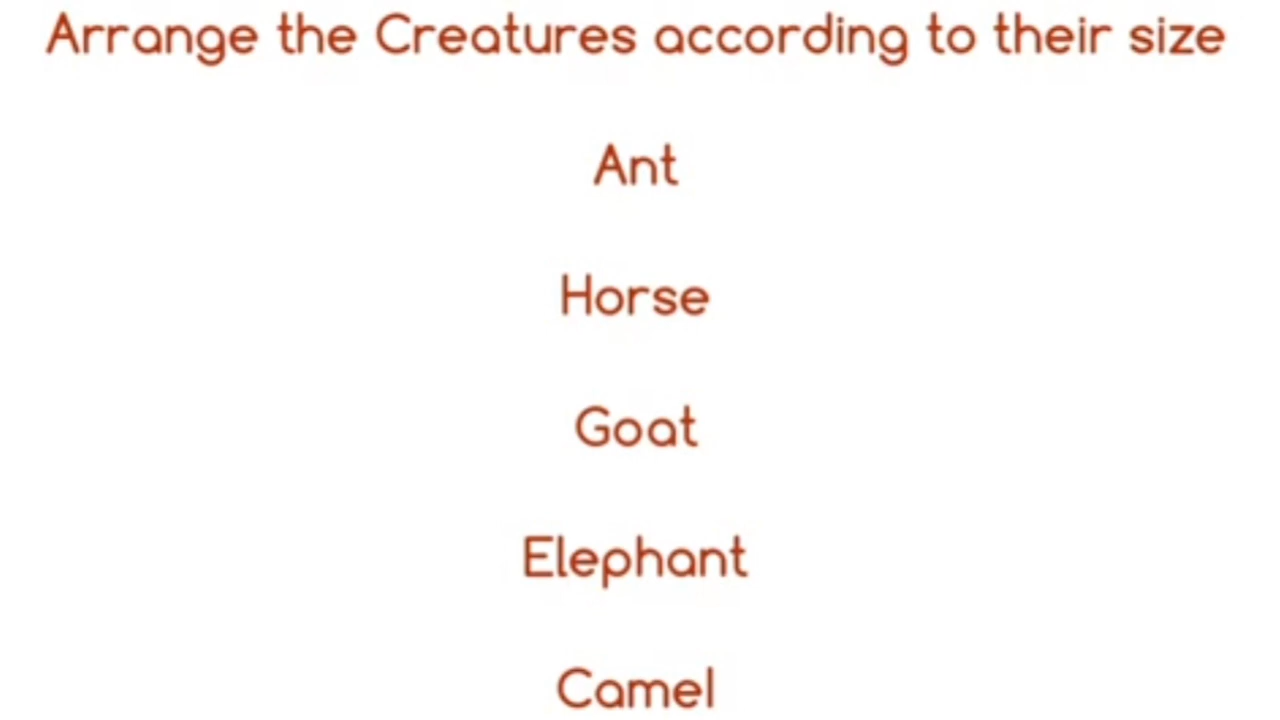 Arrange the Creatures according to their size
Ant
Horse
Goat
Elephant
Camel